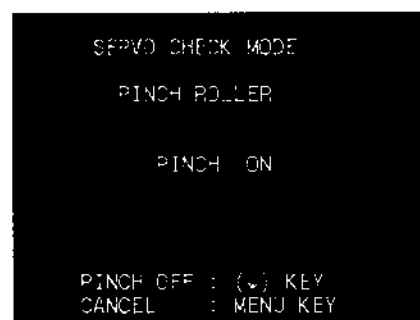 SERVO CHECK MODE
PINCH ROLLER
PINCH ON
PINCH OFF : (↓) KEY
CANCEL : MENU KEY